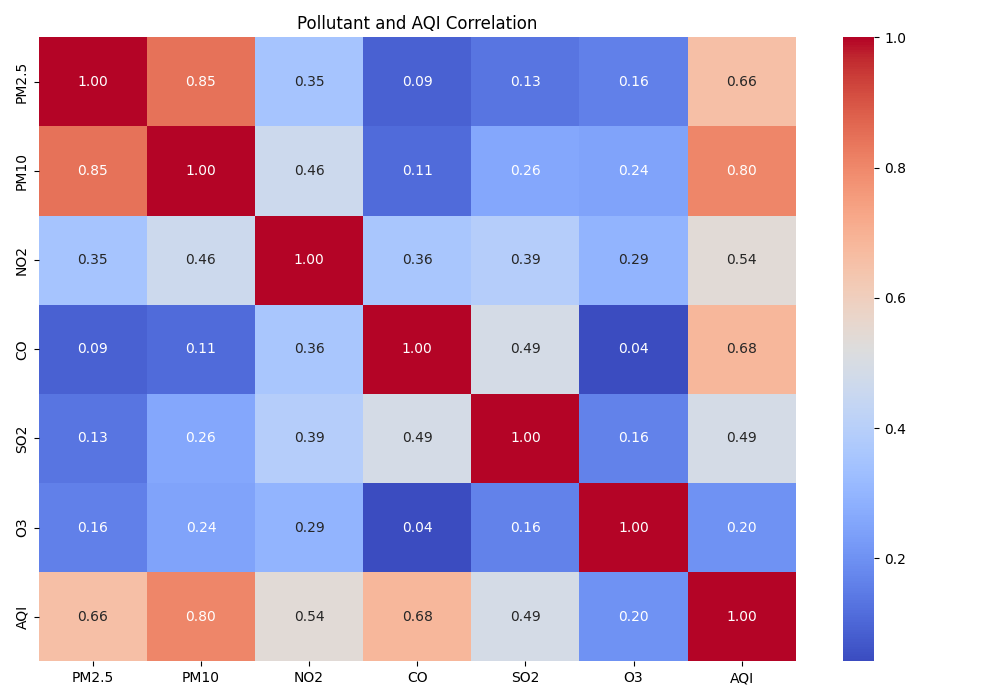 Pollutant and AQI Correlation
PM2.5 1.00 0.85 0.35 0.09 0.13 0.16 0.66
PM10 0.85 1.00 0.46 0.11 0.26 0.24 0.80
NO2 0.35 0.46 1.00 0.36 0.39 0.29 0.54
CO 0.09 0.11 0.36 1.00 0.49 0.04 0.68
SO2 0.13 0.26 0.39 0.49 1.00 0.16 0.49
O3 0.16 0.24 0.29 0.04 0.16 1.00 0.20
AQI 0.66 0.80 0.54 0.68 0.49 0.20 1.00
PM2.5 PM10 NO2 CO SO2 O3 AQI
1.0
0.8
0.6
0.4
0.2